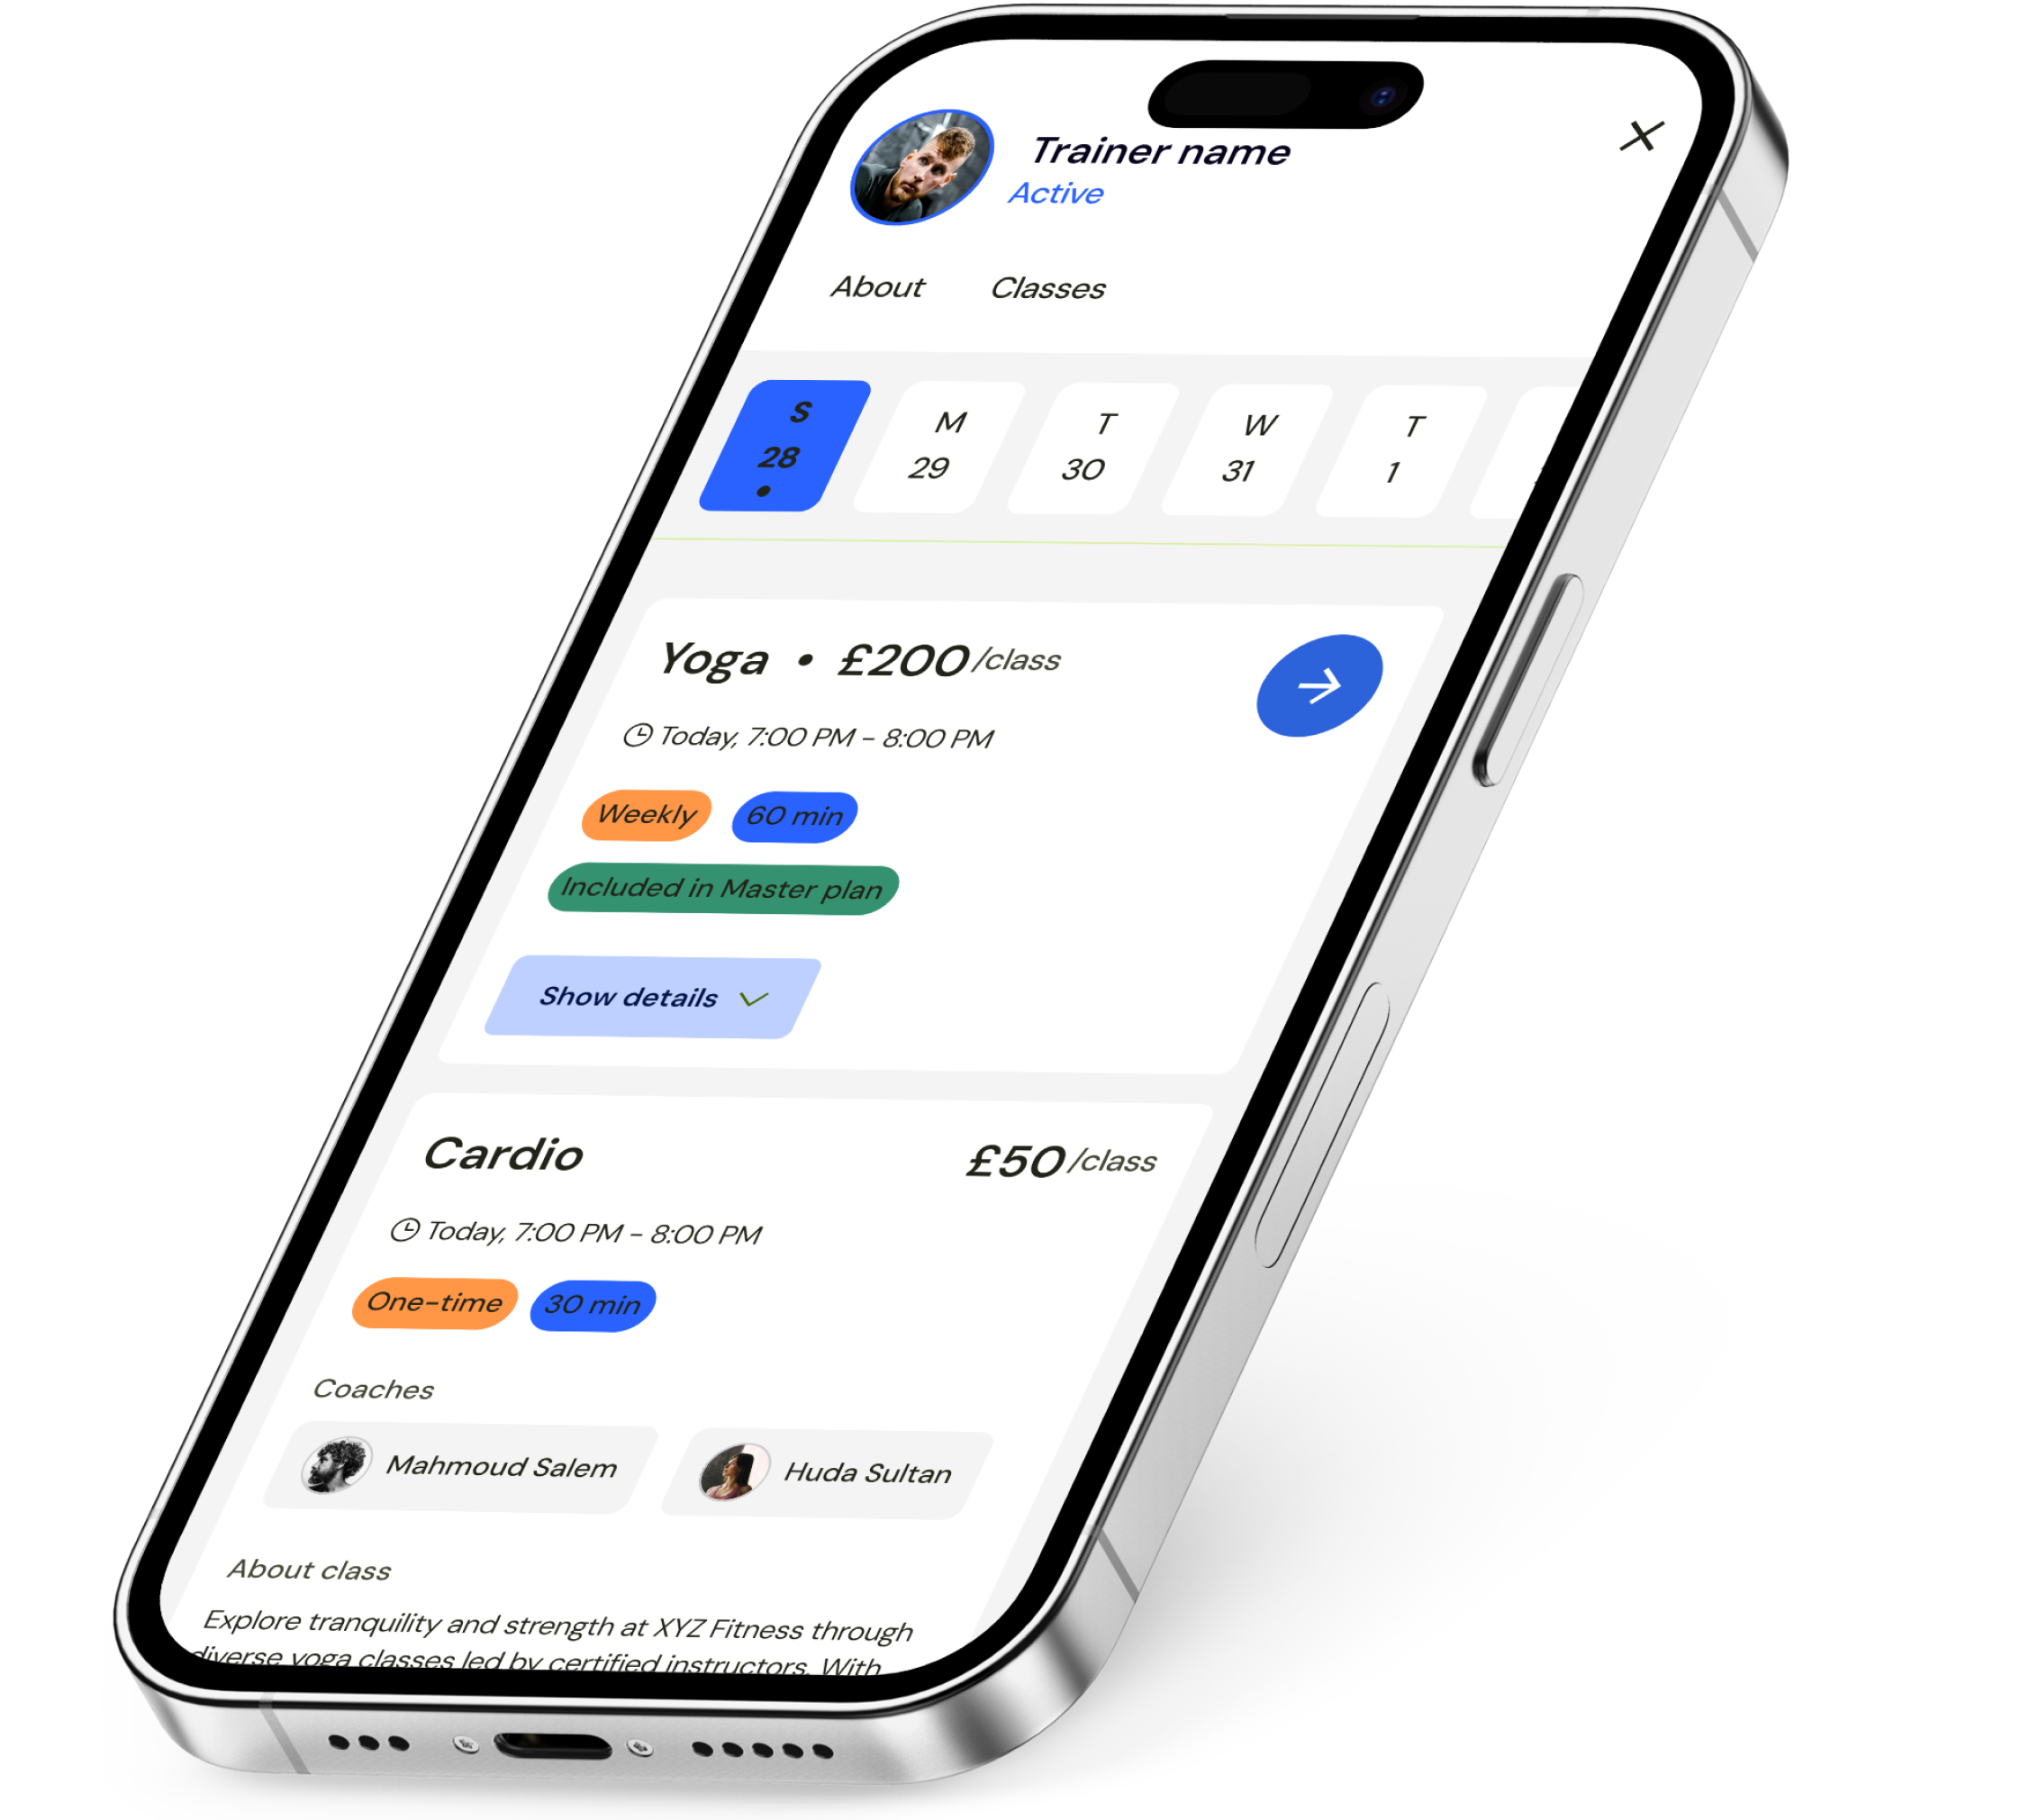 Trainer name
Active
About Classes
S M T W T
28 29 30 31 1
Yoga • £200/class
Today, 7:00 PM - 8:00 PM
Weekly 60 min
Included in Master plan
Show details
Cardio £50/class
Today, 7:00 PM - 8:00 PM
One-time 30 min
Coaches
Mahmoud Salem Huda Sultan
About class
Explore tranquility and strength at XYZ Fitness through
diverse yoga classes led by certified instructors. With